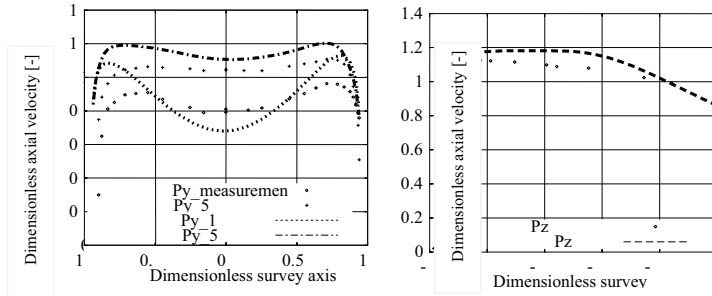 Dimensionless axial velocity [-]
1
1
1
0
0
0
0
0
Py_measuremen
Py_5
Py_1
Py_5
1 0. 0 0.5 1
Dimensionless survey axis
Dimensionless axial velocity [-]
1.4
1.2
1
0.8
0.6
0.4
0.2
0
Pz
Pz
- - - -
Dimensionless survey